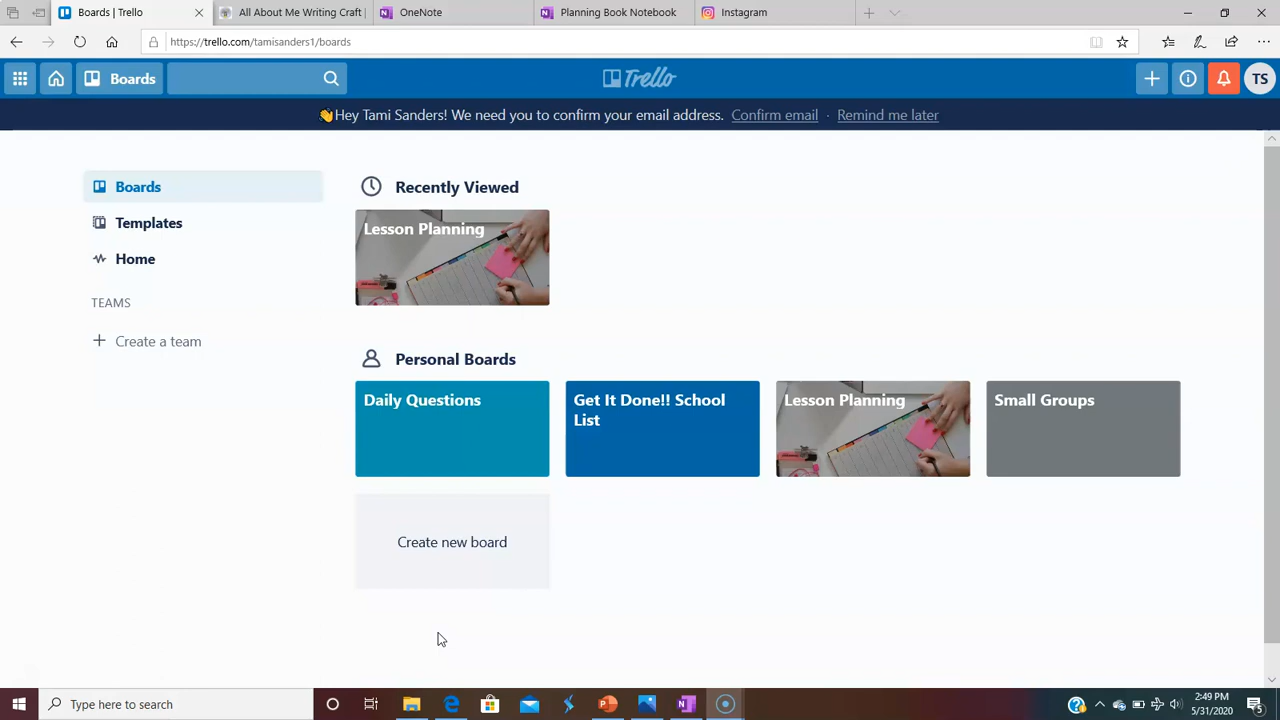 Boards | Trello
All About Me Writing Craft
OneNote
Planning Book Notebook
Instagram
https://trello.com/tamisanders1/boards
Boards
Trello
TS
👋Hey Tami Sanders! We need you to confirm your email address. Confirm email · Remind me later
Boards
Templates
Home
TEAMS
Create a team
Recently Viewed
Lesson Planning
Personal Boards
Daily Questions
Get It Done!! School
List
Lesson Planning
Small Groups
Create new board
Type here to search
2:49 PM
5/31/2020
5